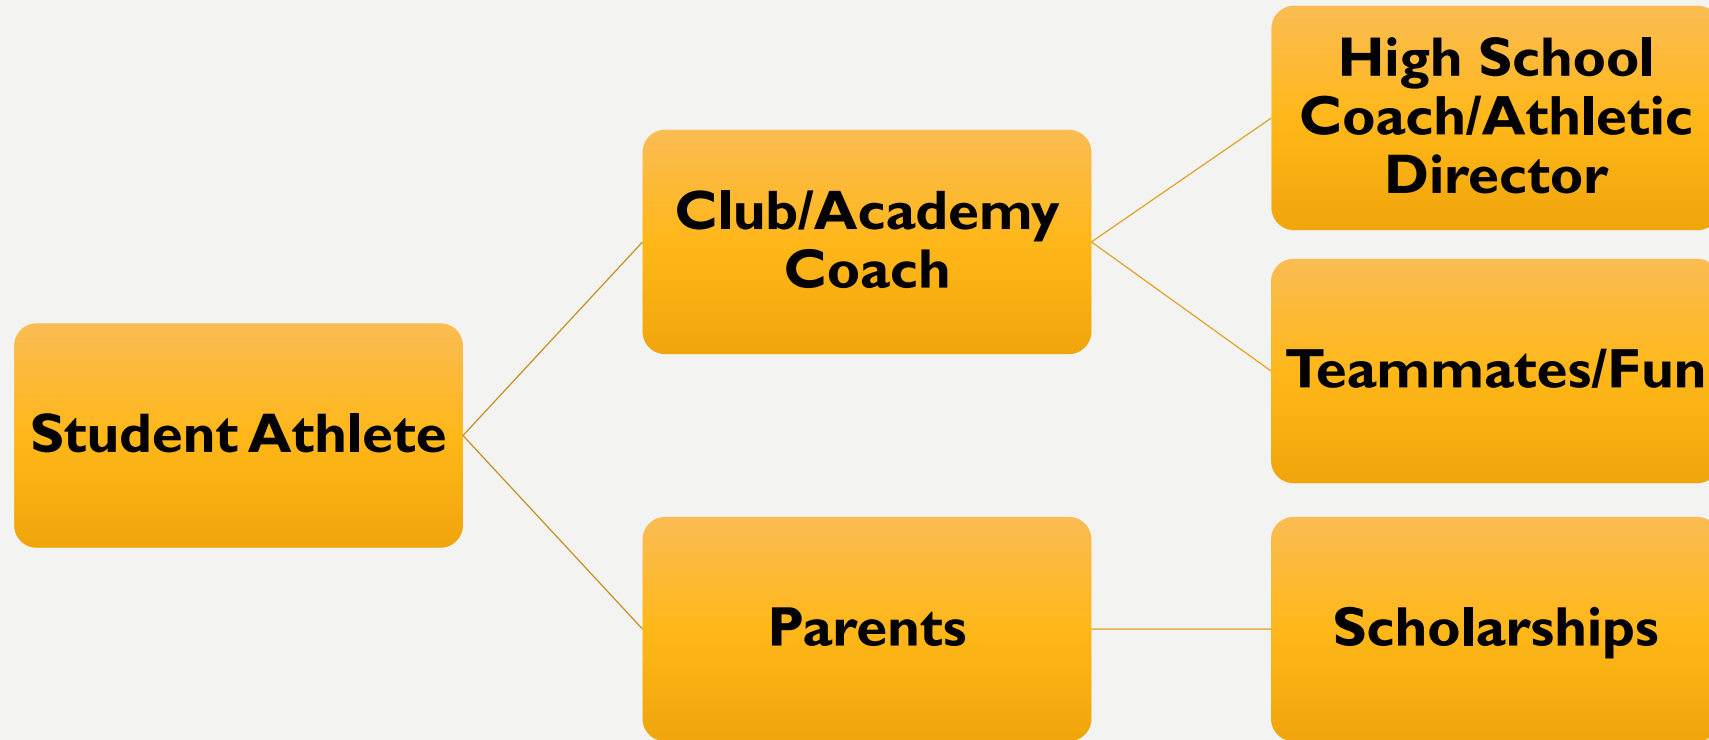 Student Athlete
Club/Academy
Coach
High School
Coach/Athletic
Director
Teammates/Fun
Parents
Scholarships